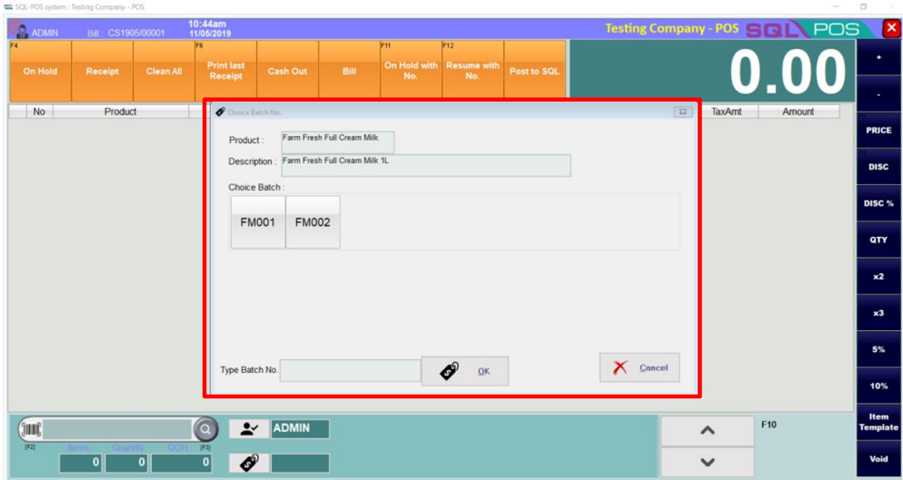 SQL-POS system : Testing Company - POS
ADMIN
Bill CS1905/00001
10:44am
11/05/2019
Testing Company - POS SQL POS
F4
On Hold
Receipt
Clean All
F6
Print last
Receipt
Cash Out
Bill
F11
On Hold with
No.
F12
Resume with
No.
Post to SQL
0.00
No Product TaxAmt Amount
Choice Batch No.
Product : Farm Fresh Full Cream Milk
Description : Farm Fresh Full Cream Milk 1L
Choice Batch :
FM001 FM002
Type Batch No. OK Cancel
+
-
PRICE
DISC
DISC %
QTY
x2
x3
5%
10%
Item
Template
Void
ADMIN
F10
[F2] Items Quantity QOH [F3]
0 0 0